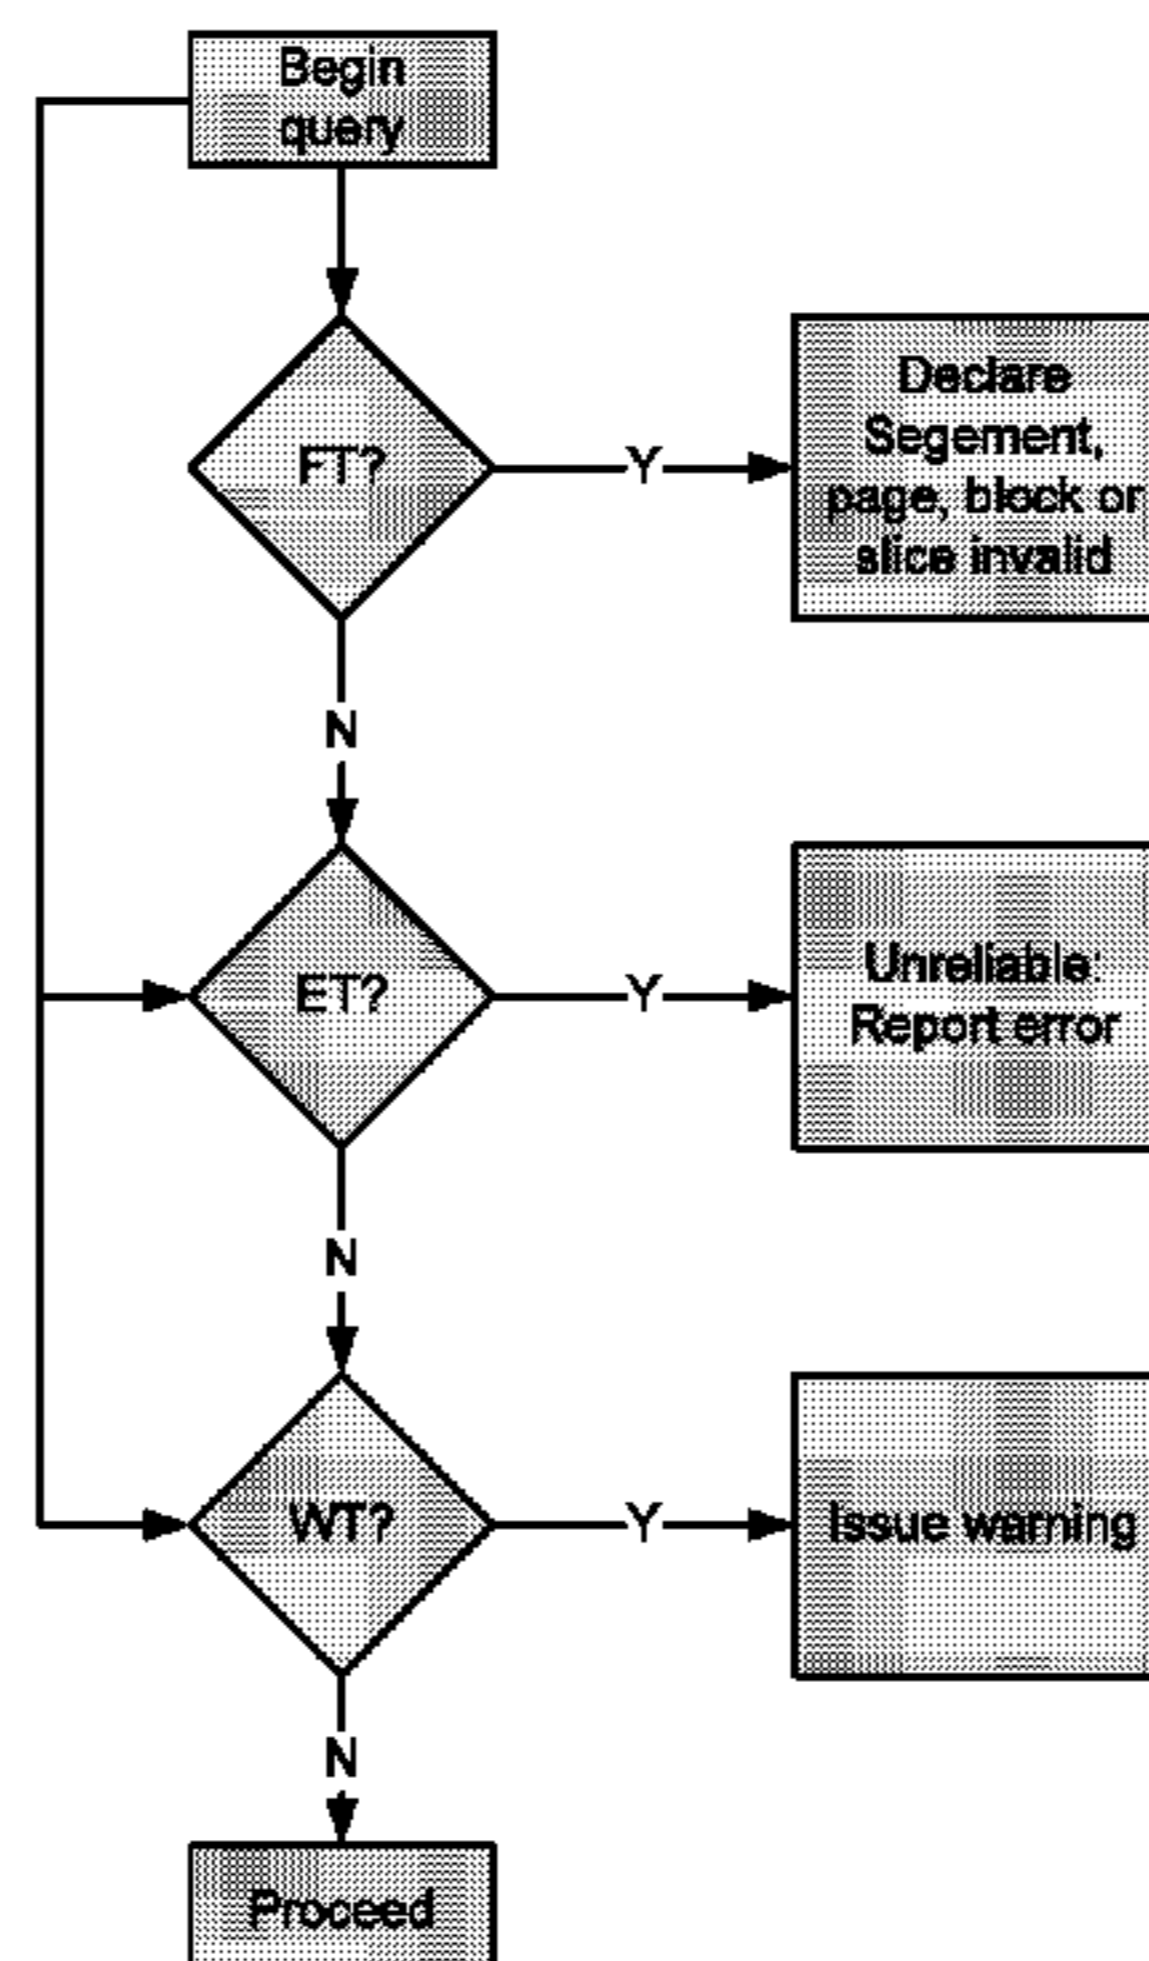 Begin
query
FT?
Y
Declare
Segement,
page, block or
slice invalid
N
ET?
Y
Unreliable:
Report error
N
WT?
Y
Issue warning
N
Proceed